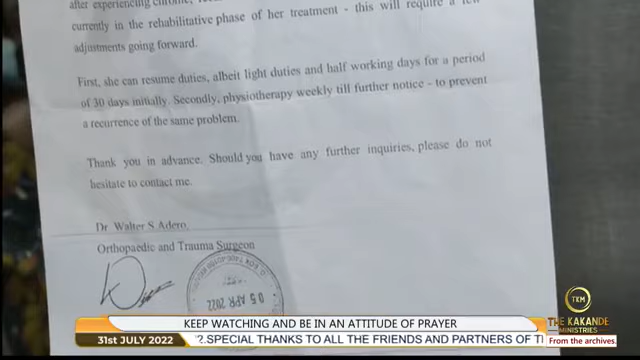 after experiencing chronic,
currently in the rehabilitative phase of her treatment - this will require a few
adjustments going forward.
First, she can resume duties, albeit light duties and half working days for a period
of 30 days initially. Secondly, physiotherapy weekly till further notice - to prevent
a recurrence of the same problem.
Thank you in advance. Should you have any further inquiries, please do not
hesitate to contact me.
Dr Walter S Adero,
Orthopaedic and Trauma Surgeon
05 APR 2022
TKM
THE KAKANDE
MINISTRIES
From the archives.
KEEP WATCHING AND BE IN AN ATTITUDE OF PRAYER
31st JULY 2022
2.SPECIAL THANKS TO ALL THE FRIENDS AND PARTNERS OF